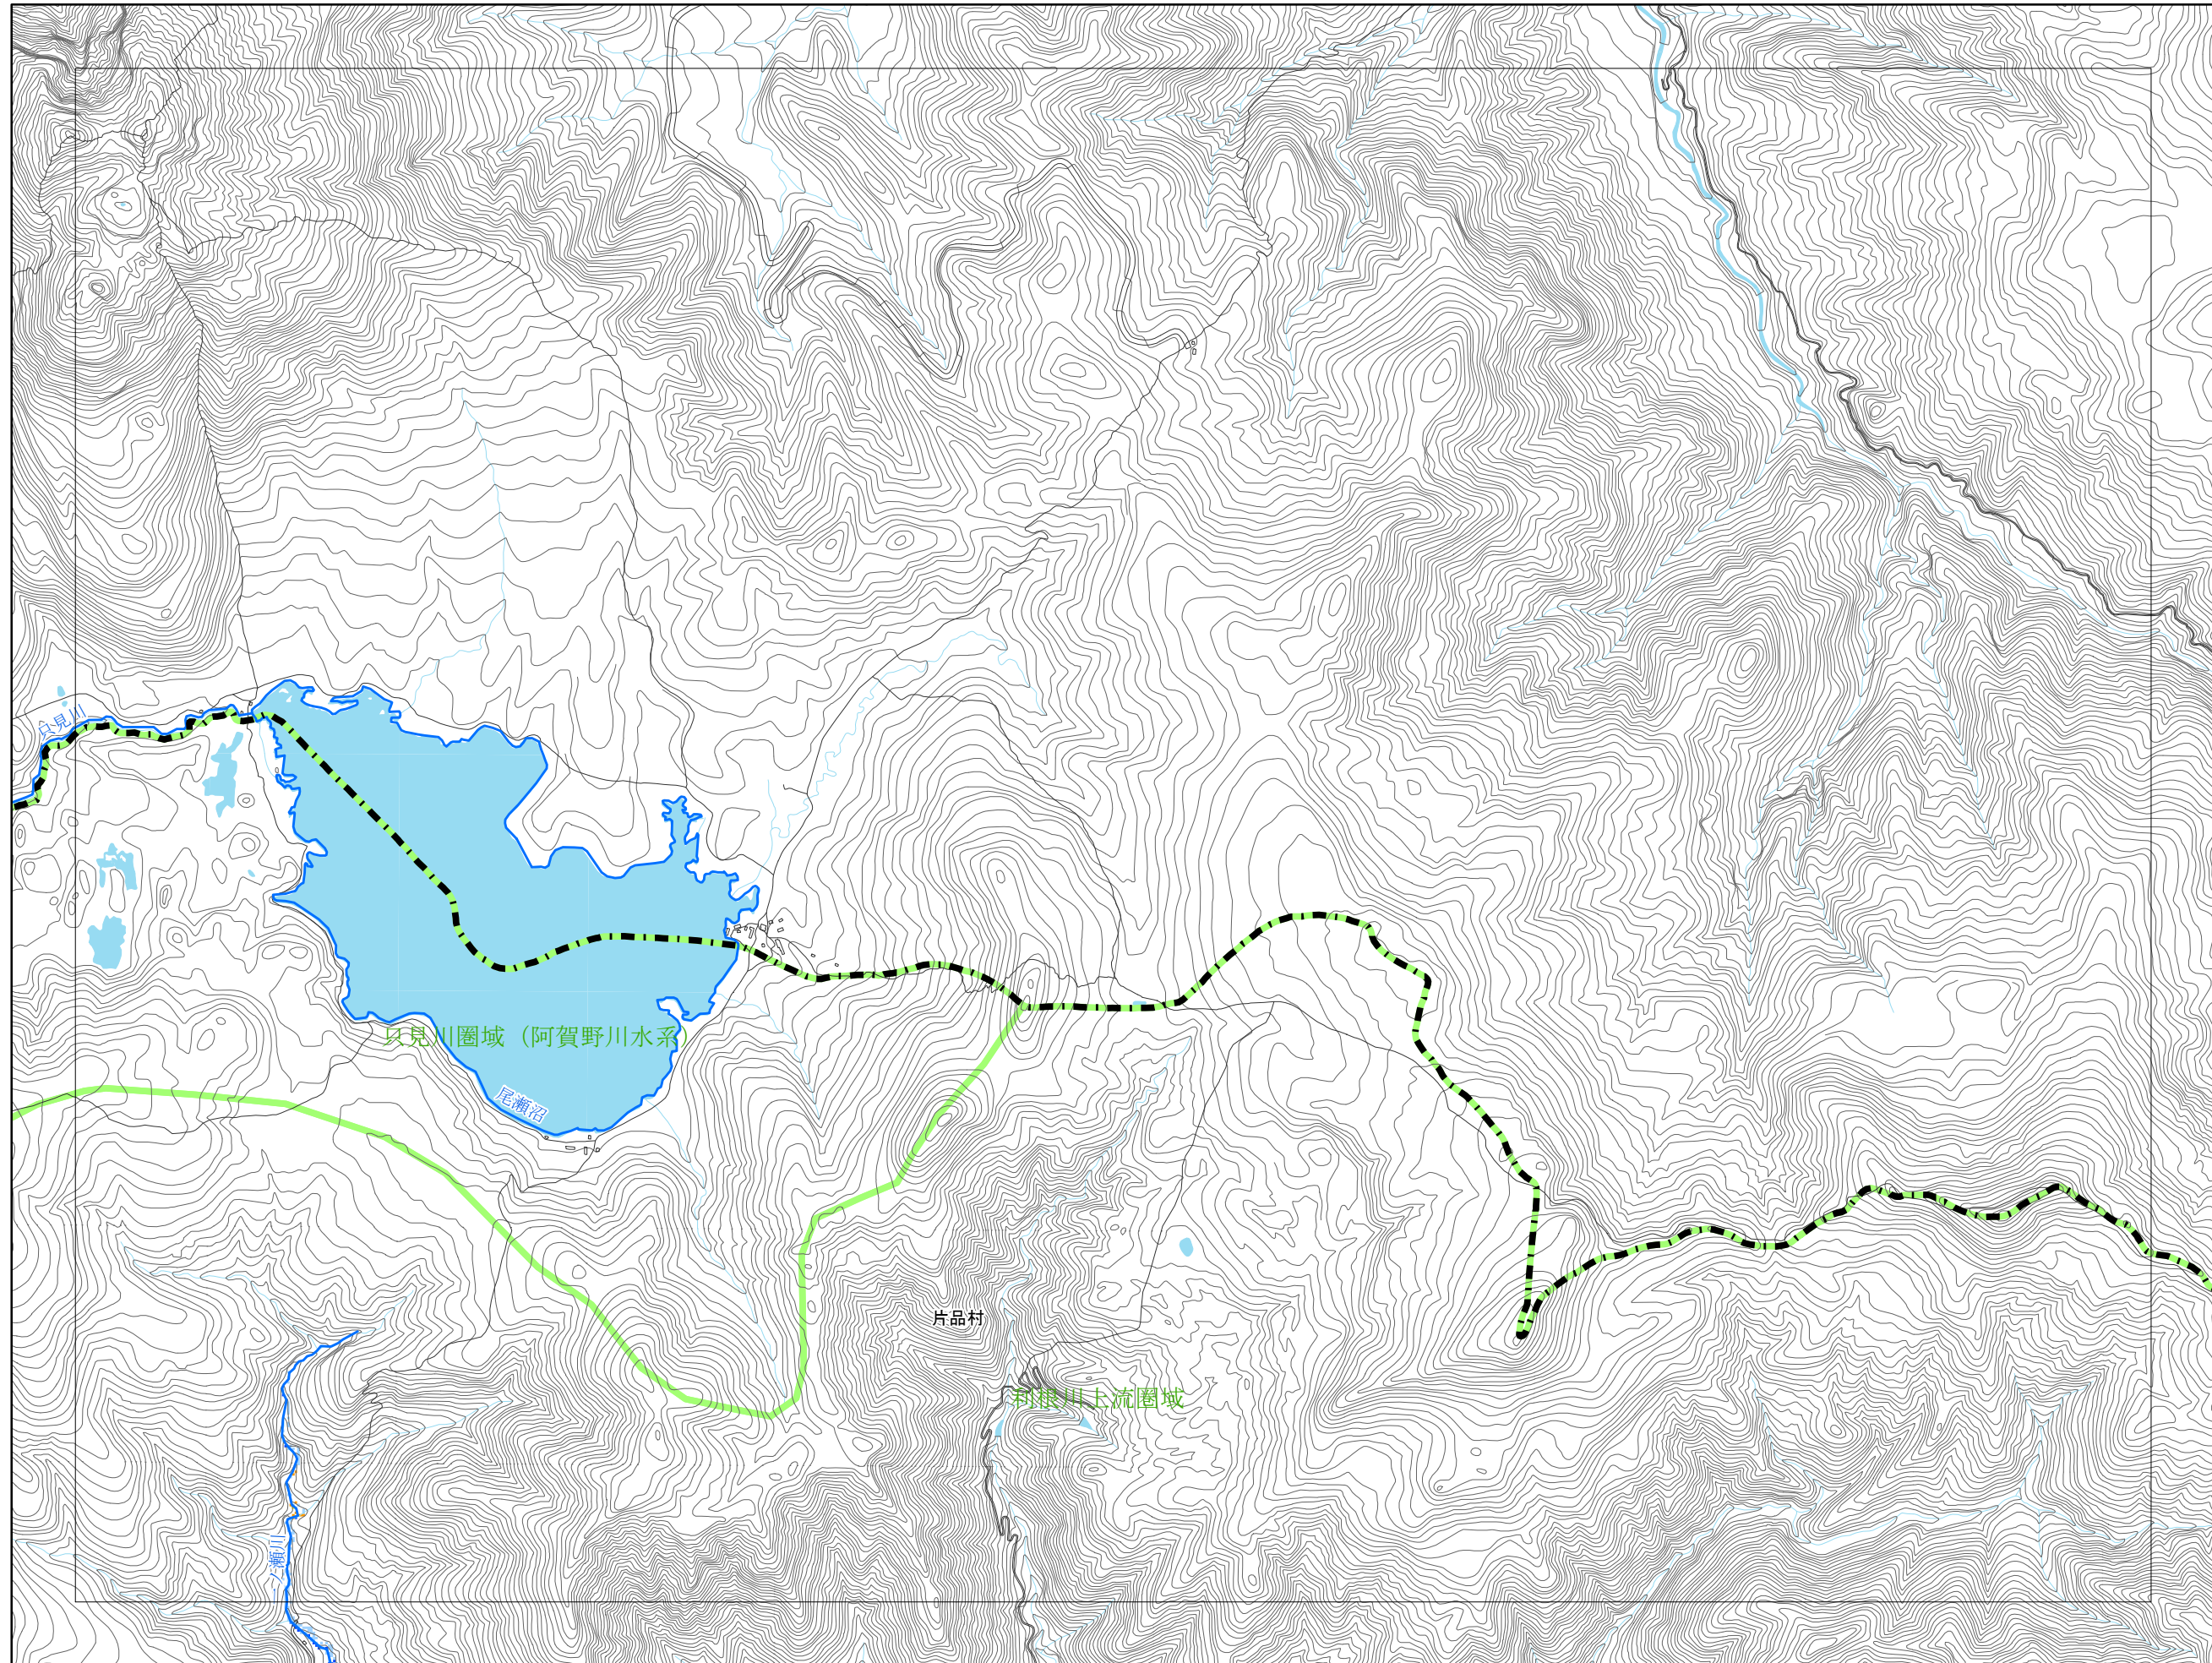 只見川
只見川圏域（阿賀野川水系）
尾瀬沼
片品村
利根川上流圏域
一ノ瀬川